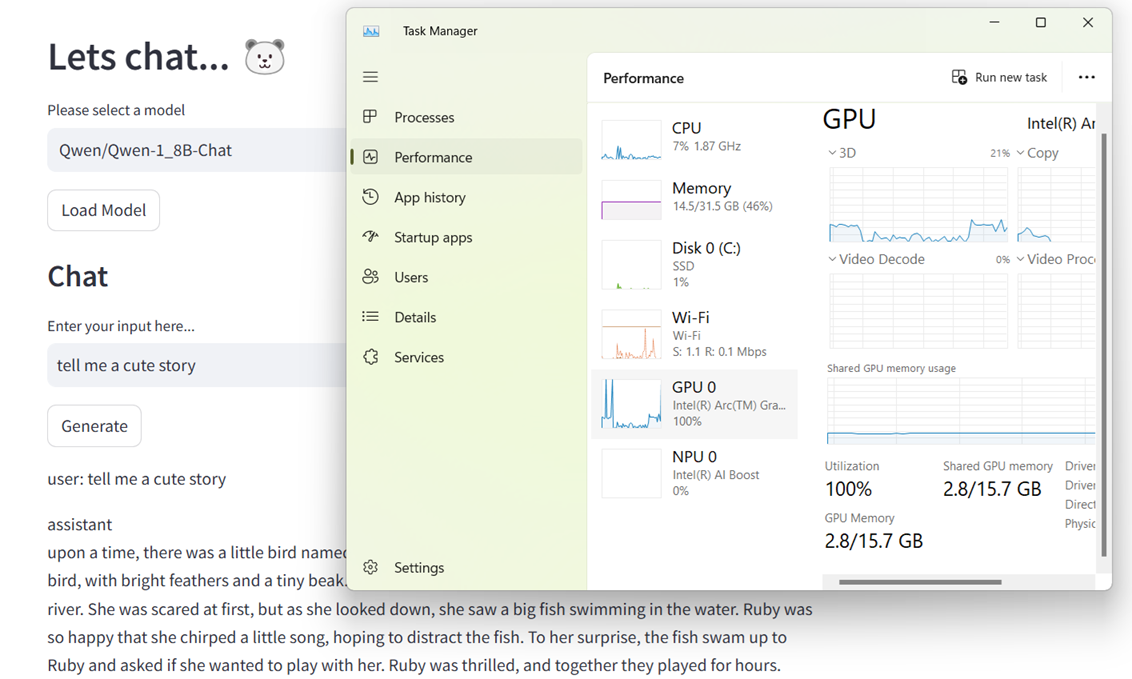 Lets chat...
Please select a model
Qwen/Qwen-1_8B-Chat
Load Model
Chat
Enter your input here...
tell me a cute story
Generate
user: tell me a cute story
assistant
upon a time, there was a little bird named
bird, with bright feathers and a tiny beak.
river. She was scared at first, but as she looked down, she saw a big fish swimming in the water. Ruby was
so happy that she chirped a little song, hoping to distract the fish. To her surprise, the fish swam up to
Ruby and asked if she wanted to play with her. Ruby was thrilled, and together they played for hours.
Task Manager
Processes
Performance
App history
Startup apps
Users
Details
Services
Settings
Performance
Run new task
CPU
7% 1.87 GHz
Memory
14.5/31.5 GB (46%)
Disk 0 (C:)
SSD
1%
Wi-Fi
Wi-Fi
S: 1.1 R: 0.1 Mbps
GPU 0
Intel(R) Arc(TM) Gra...
100%
NPU 0
Intel(R) AI Boost
0%
GPU Intel(R) Ar
3D 21% Copy
Video Decode 0% Video Proc
Shared GPU memory usage
Utilization
100%
Shared GPU memory
2.8/15.7 GB
GPU Memory
2.8/15.7 GB
Driver
Driver
Direct
Physic